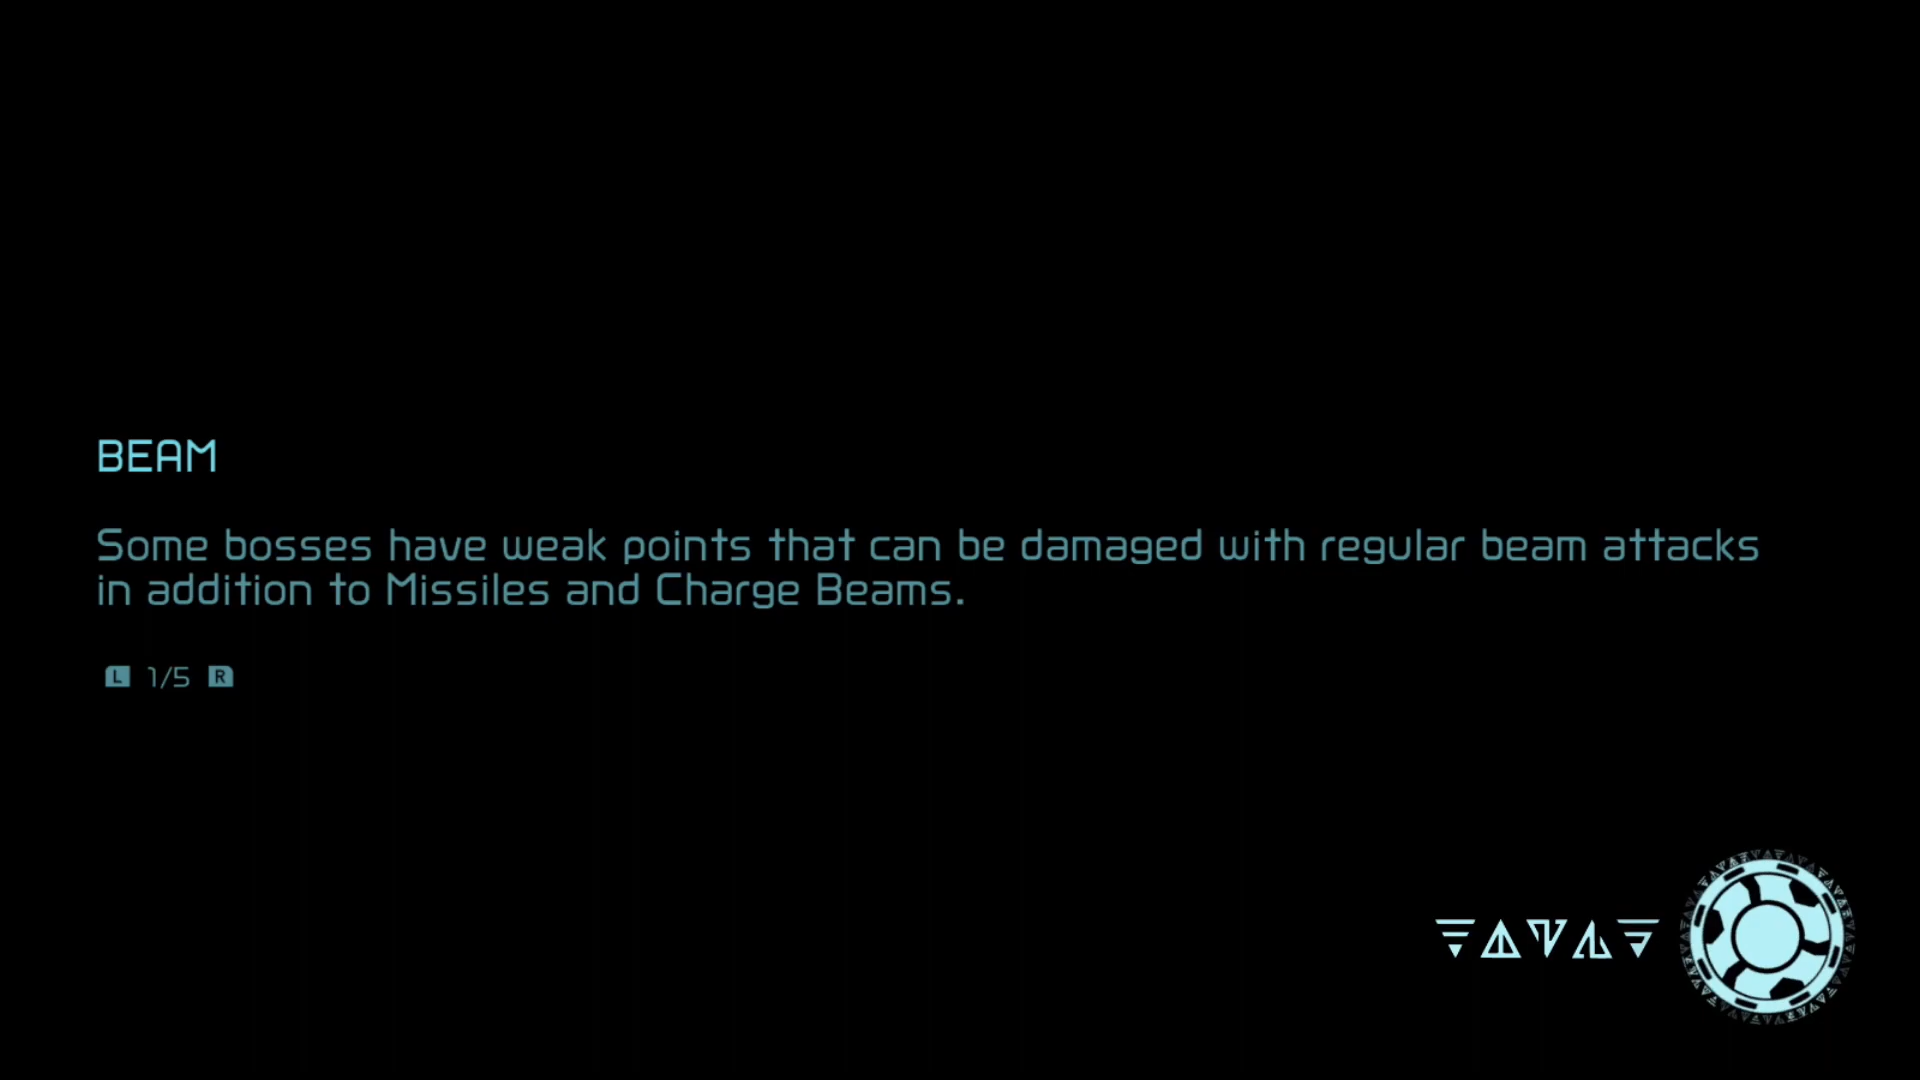 BEAM
Some bosses have weak points that can be damaged with regular beam attacks
in addition to Missiles and Charge Beams.
L 1/5 R